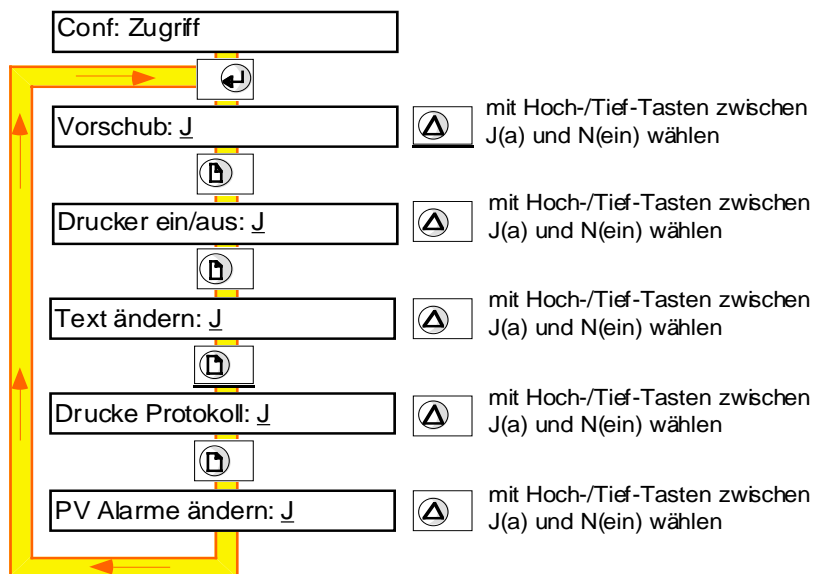 Conf: Zugriff
Vorschub: J
mit Hoch-/Tief-Tasten zwischen
J(a) und N(ein) wählen
Drucker ein/aus: J
mit Hoch-/Tief-Tasten zwischen
J(a) und N(ein) wählen
Text ändern: J
mit Hoch-/Tief-Tasten zwischen
J(a) und N(ein) wählen
Drucke Protokoll: J
mit Hoch-/Tief-Tasten zwischen
J(a) und N(ein) wählen
PV Alarme ändern: J
mit Hoch-/Tief-Tasten zwischen
J(a) und N(ein) wählen